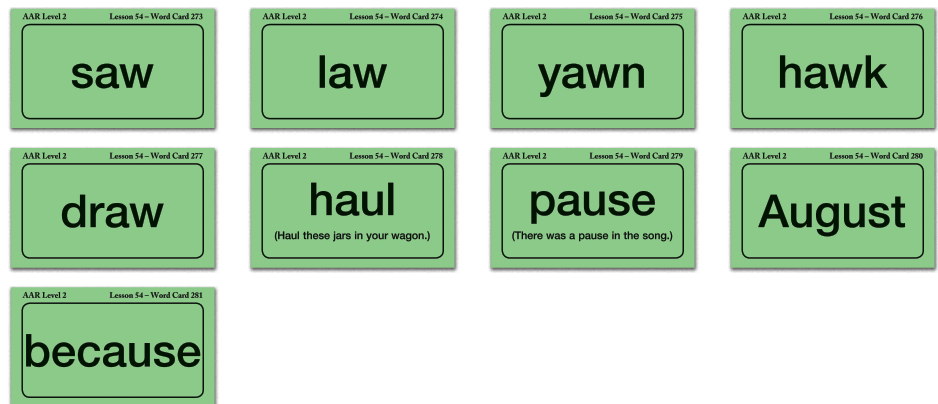 AAR Level 2 Lesson 54 – Word Card 273
saw
AAR Level 2 Lesson 54 – Word Card 274
law
AAR Level 2 Lesson 54 – Word Card 275
yawn
AAR Level 2 Lesson 54 – Word Card 276
hawk
AAR Level 2 Lesson 54 – Word Card 277
draw
AAR Level 2 Lesson 54 – Word Card 278
haul
(Haul these jars in your wagon.)
AAR Level 2 Lesson 54 – Word Card 279
pause
(There was a pause in the song.)
AAR Level 2 Lesson 54 – Word Card 280
August
AAR Level 2 Lesson 54 – Word Card 281
because